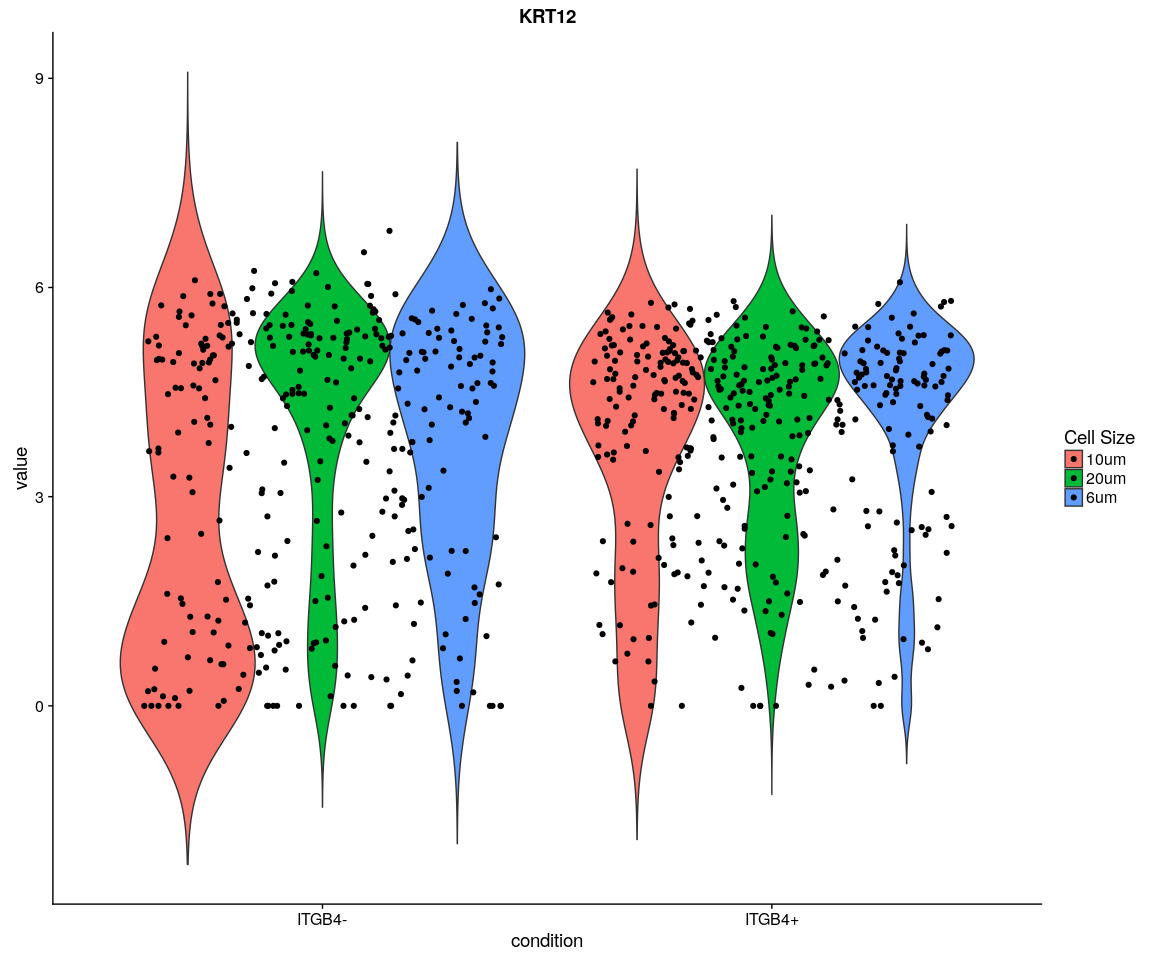 KRT12
9
6
3
0
value
ITGB4-
ITGB4+
condition
Cell Size
10um
20um
6um